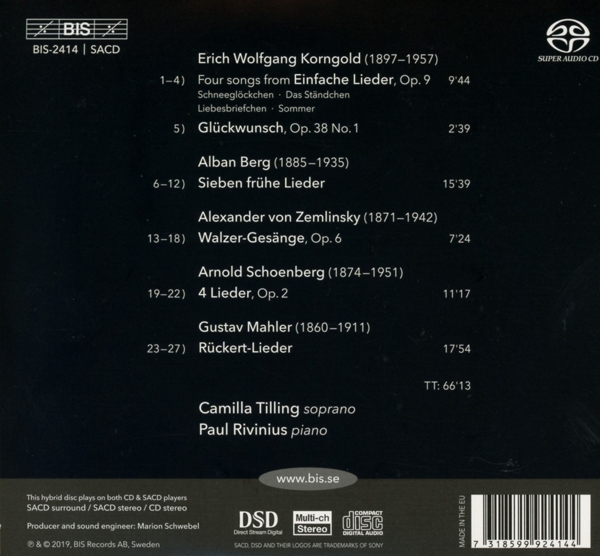 BIS
BIS-2414 | SACD
SUPER AUDIO CD
Erich Wolfgang Korngold (1897–1957)
1–4) Four songs from Einfache Lieder, Op. 9 9'44
Schneeglöckchen · Das Ständchen
Liebesbriefchen · Sommer
5) Glückwunsch, Op. 38 No. 1 2'39
Alban Berg (1885–1935)
6–12) Sieben frühe Lieder 15'39
Alexander von Zemlinsky (1871–1942)
13–18) Walzer-Gesänge, Op. 6 7'24
Arnold Schoenberg (1874–1951)
19–22) 4 Lieder, Op. 2 11'17
Gustav Mahler (1860–1911)
23–27) Rückert-Lieder 17'54
TT: 66'13
Camilla Tilling soprano
Paul Rivinius piano
www.bis.se
This hybrid disc plays on both CD & SACD players
SACD surround / SACD stereo / CD stereo
Producer and sound engineer: Marion Schwebel
℗ & © 2019, BIS Records AB, Sweden
DSD
Direct Stream Digital
Multi-ch
Stereo
COMPACT
disc
DIGITAL AUDIO
SACD, DSD AND THEIR LOGOS ARE TRADEMARKS OF SONY
MADE IN THE EU
7 318599 924144